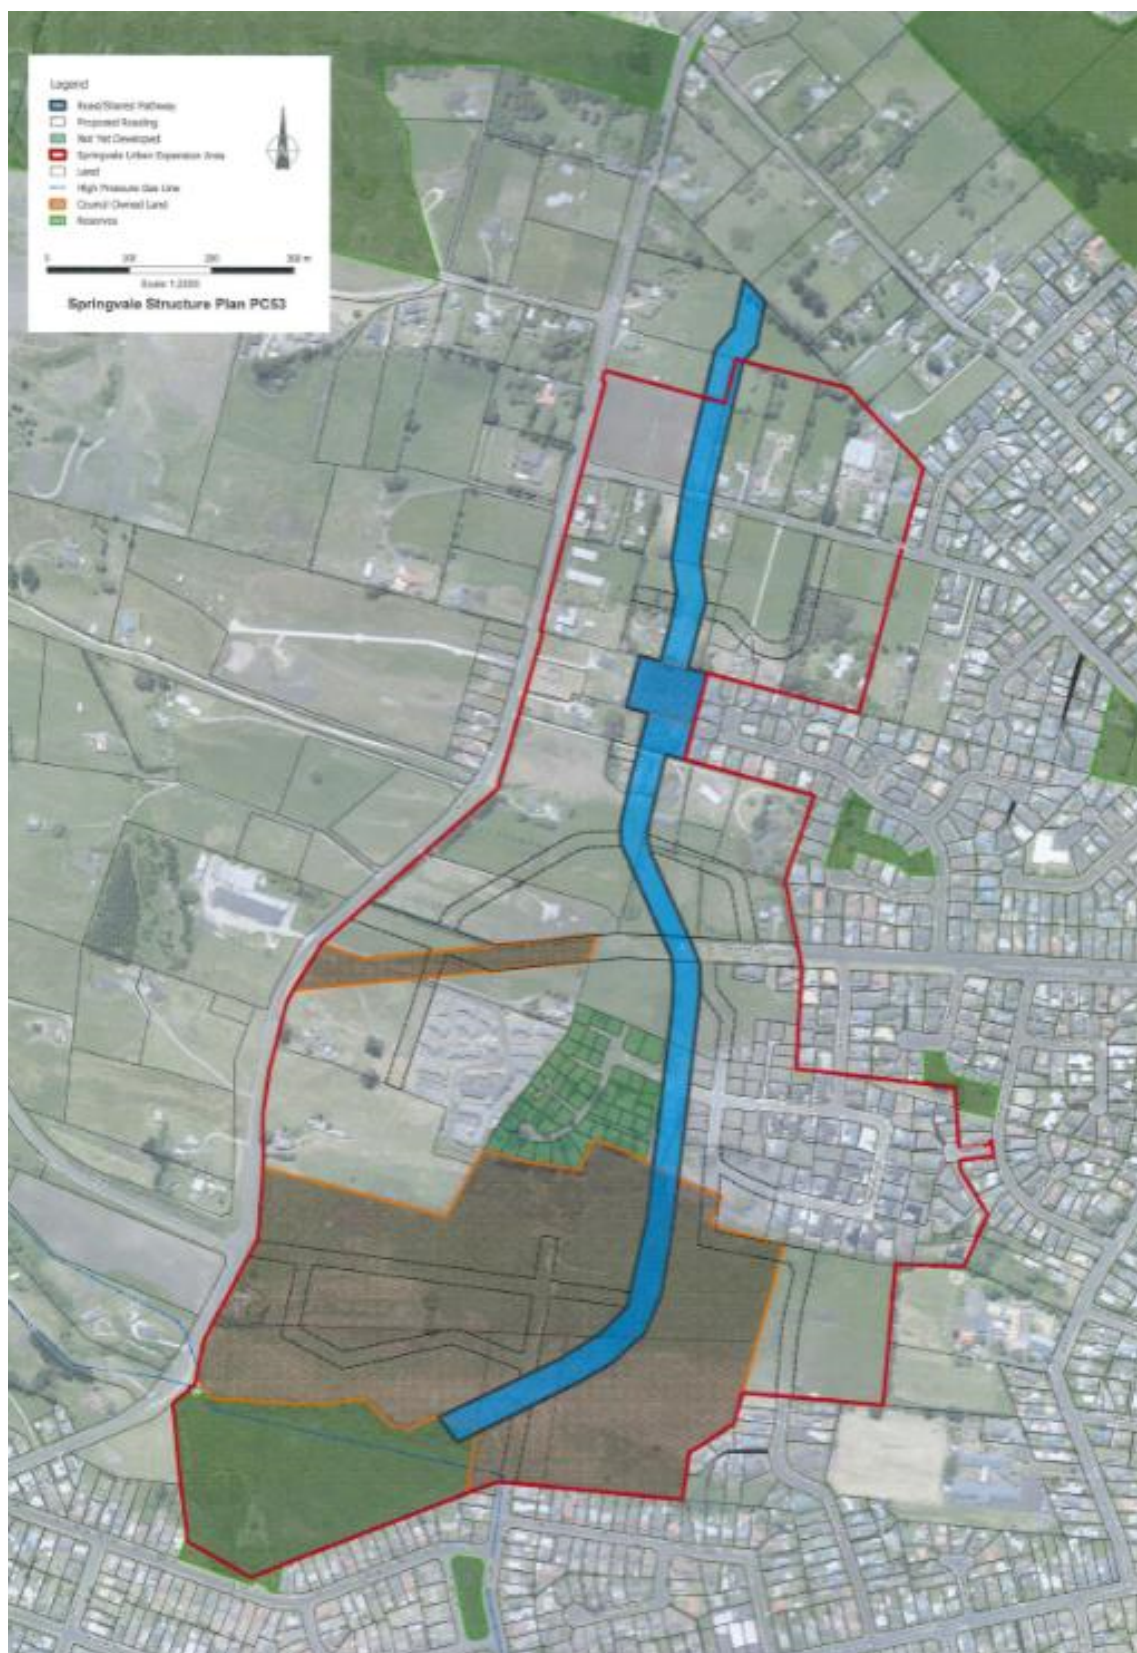 Legend
Road/Shared Pathway
Proposed Roading
Not Yet Developed
Springvale Urban Expansion Area
Land
High Pressure Gas Line
Council Owned Land
Reserves
0 100 200 300 m
Springvale Structure Plan PC53